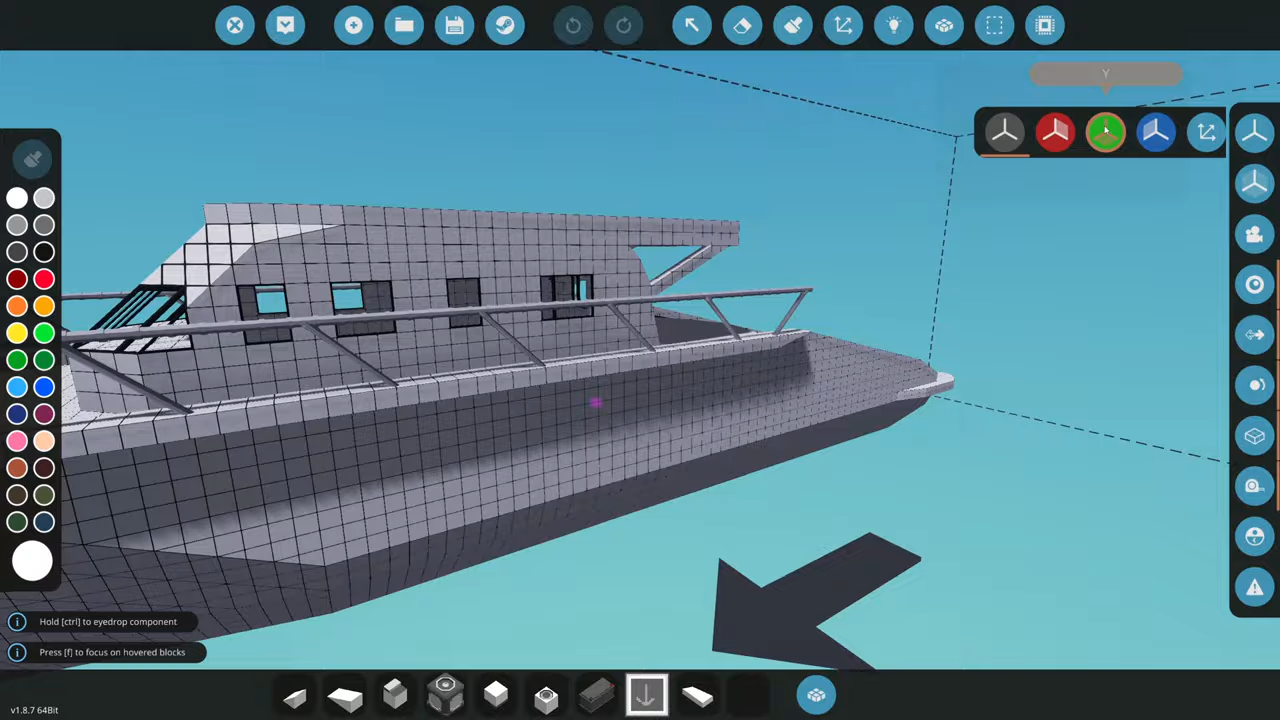 Y
Hold [ctrl] to eyedrop component
Press [f] to focus on hovered blocks
v1.8.7 64Bit